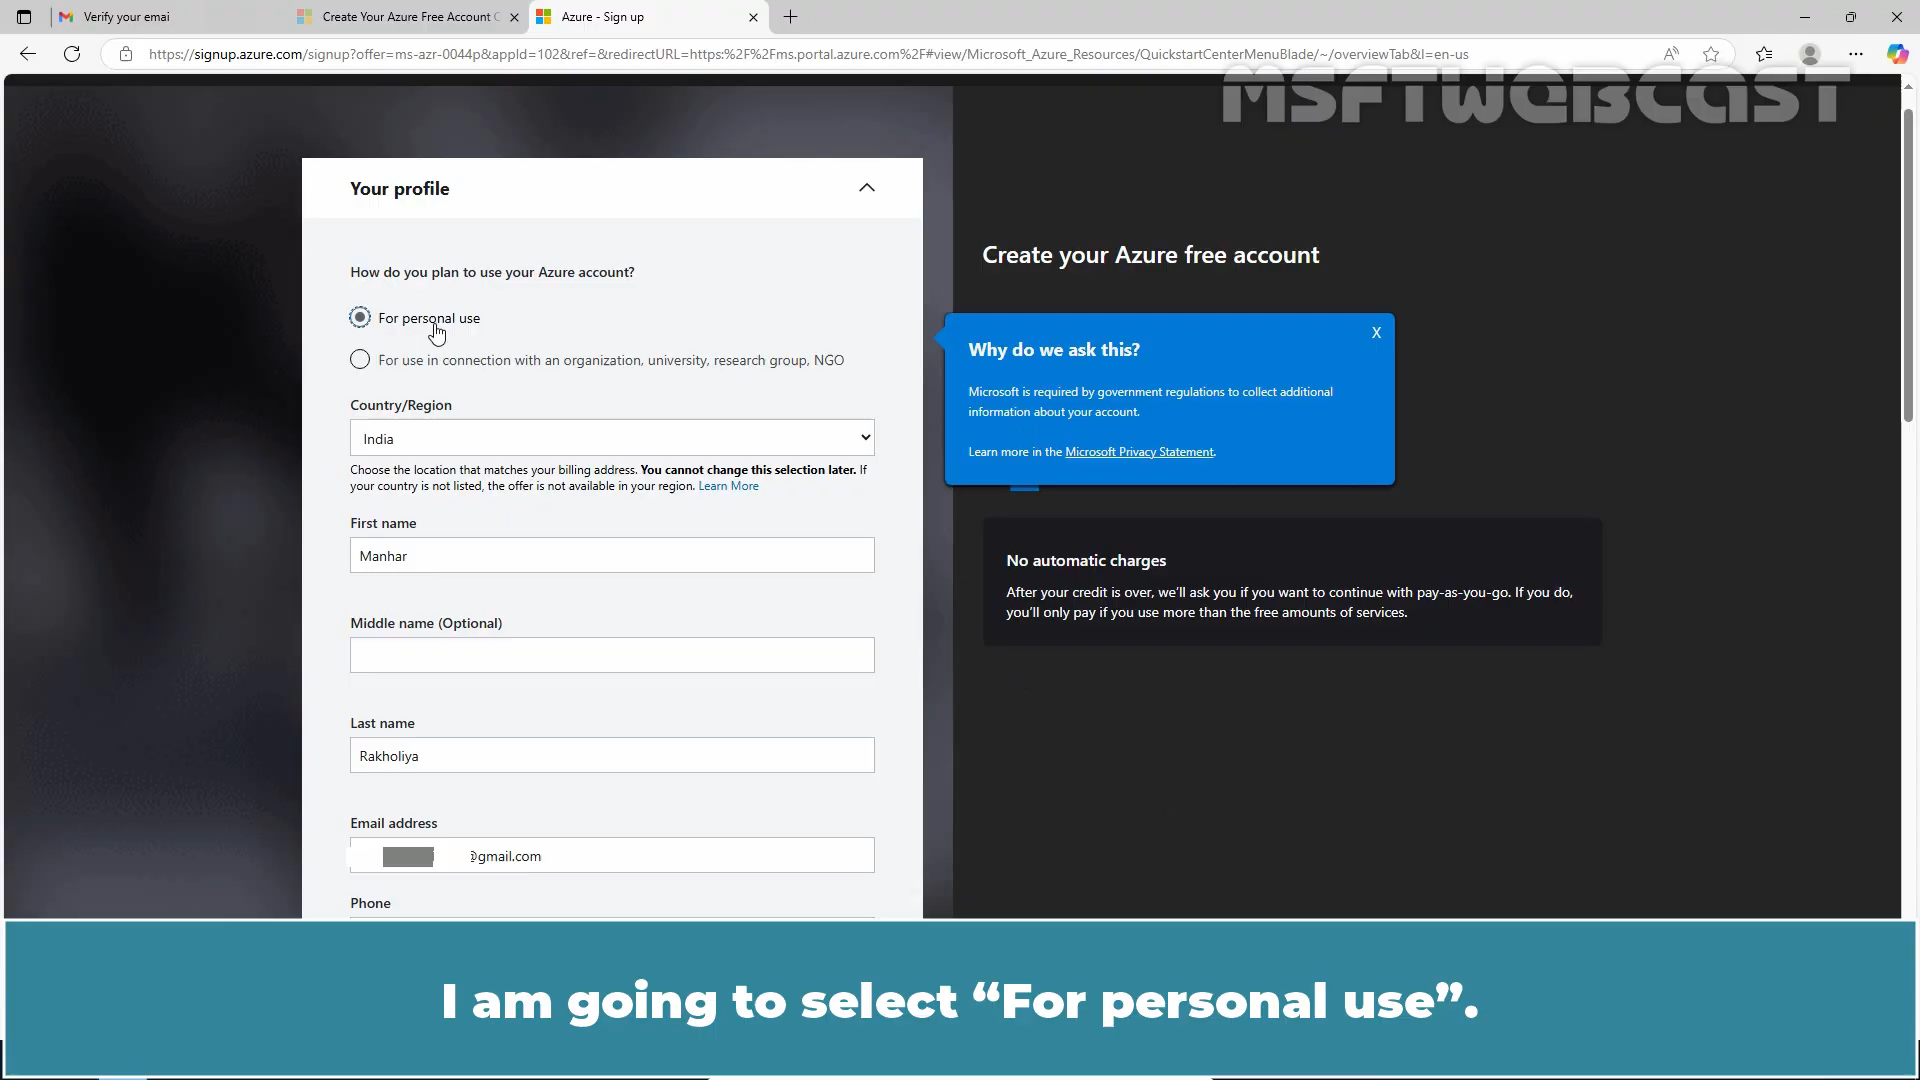 Verify your emai
Create Your Azure Free Account C
Azure - Sign up
https://signup.azure.com/signup?offer=ms-azr-0044p&appId=102&ref=&redirectURL=https:%2F%2Fms.portal.azure.com%2F#view/Microsoft_Azure_Resources/QuickstartCenterMenuBlade/~/overviewTab&l=en-us
MSFTWEBCAST
Your profile
How do you plan to use your Azure account?
For personal use
For use in connection with an organization, university, research group, NGO
Country/Region
India
Choose the location that matches your billing address. You cannot change this selection later. If
your country is not listed, the offer is not available in your region. Learn More
First name
Manhar
Middle name (Optional)
Last name
Rakholiya
Email address
@gmail.com
Phone
Create your Azure free account
X
Why do we ask this?
Microsoft is required by government regulations to collect additional
information about your account.
Learn more in the Microsoft Privacy Statement.
No automatic charges
After your credit is over, we'll ask you if you want to continue with pay-as-you-go. If you do,
you'll only pay if you use more than the free amounts of services.
I am going to select “For personal use”.